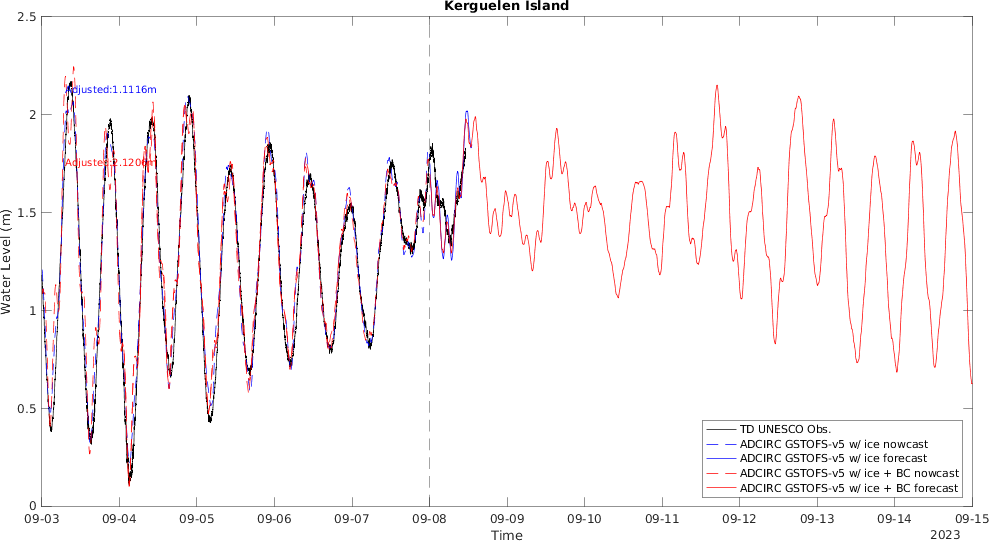 Kerguelen Island
2.5
2
1.5
1
0.5
0
Water Level (m)
Adjusted:1.1116m
Adjusted:2.1206m
TD UNESCO Obs.
ADCIRC GSTOFS-v5 w/ ice nowcast
ADCIRC GSTOFS-v5 w/ ice forecast
ADCIRC GSTOFS-v5 w/ ice + BC nowcast
ADCIRC GSTOFS-v5 w/ ice + BC forecast
09-03 09-04 09-05 09-06 09-07 09-08 09-09 09-10 09-11 09-12 09-13 09-14 09-15
Time
2023